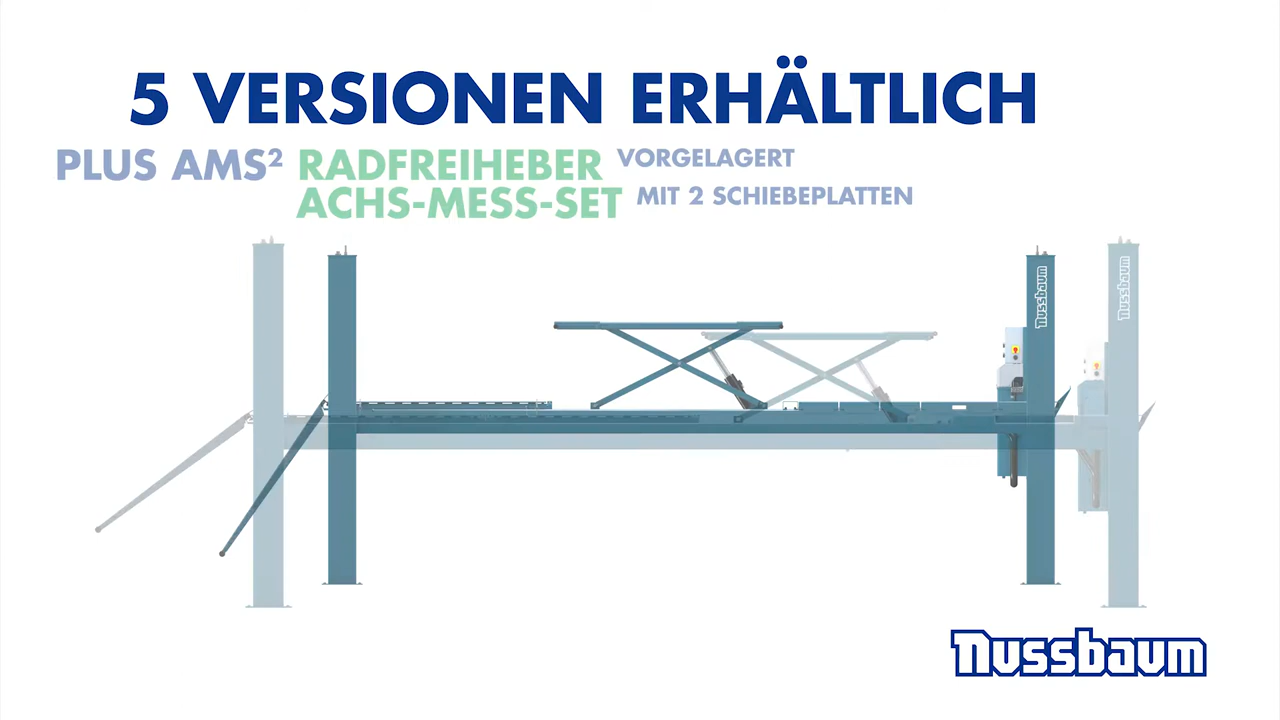 5 VERSIONEN ERHÄLTLICH
PLUS AMS² RADFREIHEBER VORGELAGERT
ACHS-MESS-SET MIT 2 SCHIEBEPLATTEN
Nussbaum
Nussbaum
Nussbaum